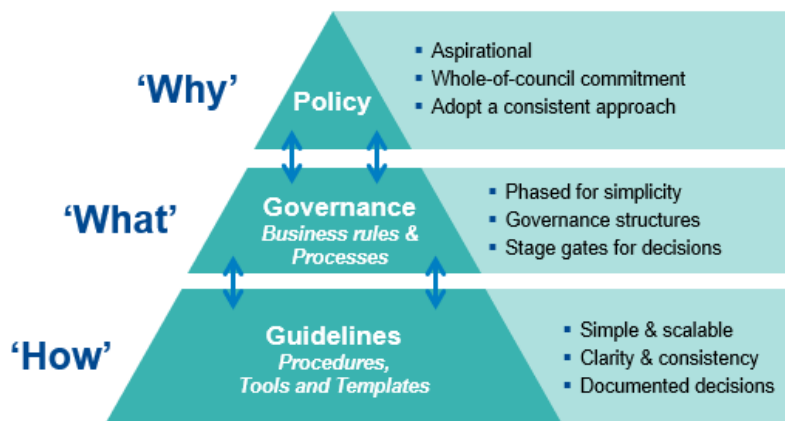 ‘Why’
Policy
▪ Aspirational
▪ Whole-of-council commitment
▪ Adopt a consistent approach
‘What’
Governance
Business rules &
Processes
▪ Phased for simplicity
▪ Governance structures
▪ Stage gates for decisions
‘How’
Guidelines
Procedures,
Tools and Templates
▪ Simple & scalable
▪ Clarity & consistency
▪ Documented decisions